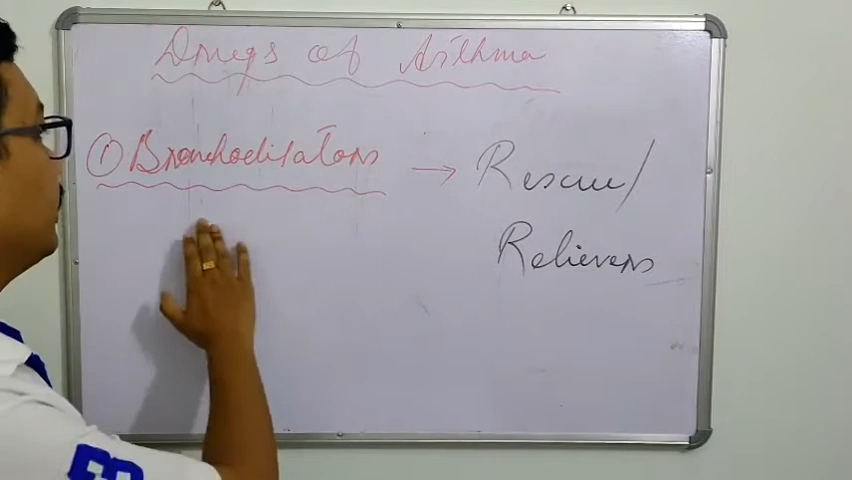 Drugs of Asthma
① Bronchodilators → Rescue/
Relievers